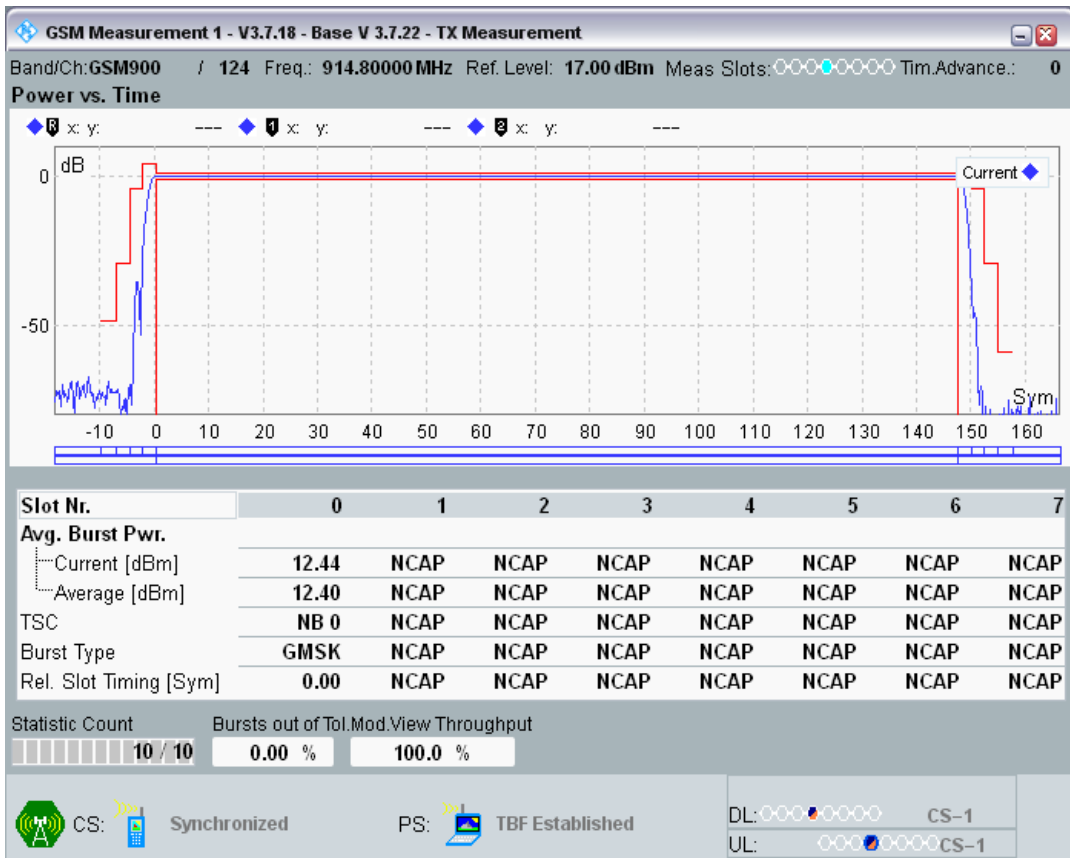 GSM Measurement 1 - V3.7.18 - Base V 3.7.22 - TX Measurement
Band/Ch:GSM900 / 124 Freq.: 914.80000 MHz Ref. Level: 17.00 dBm Meas Slots: Tim.Advance.: 0
Power vs. Time
R x: y: --- 1 x: y: --- 2 x: y: ---
dB
Current
0
-50
Sym
-10 0 10 20 30 40 50 60 70 80 90 100 110 120 130 140 150 160
Slot Nr. 0 1 2 3 4 5 6 7
Avg. Burst Pwr.
Current [dBm] 12.44 NCAP NCAP NCAP NCAP NCAP NCAP NCAP
Average [dBm] 12.40 NCAP NCAP NCAP NCAP NCAP NCAP NCAP
TSC NB 0 NCAP NCAP NCAP NCAP NCAP NCAP NCAP
Burst Type GMSK NCAP NCAP NCAP NCAP NCAP NCAP NCAP
Rel. Slot Timing [Sym] 0.00 NCAP NCAP NCAP NCAP NCAP NCAP NCAP
Statistic Count Bursts out of Tol.Mod.View Throughput
10 / 10 0.00 % 100.0 %
CS: Synchronized PS: TBF Established
DL: CS-1
UL: CS-1